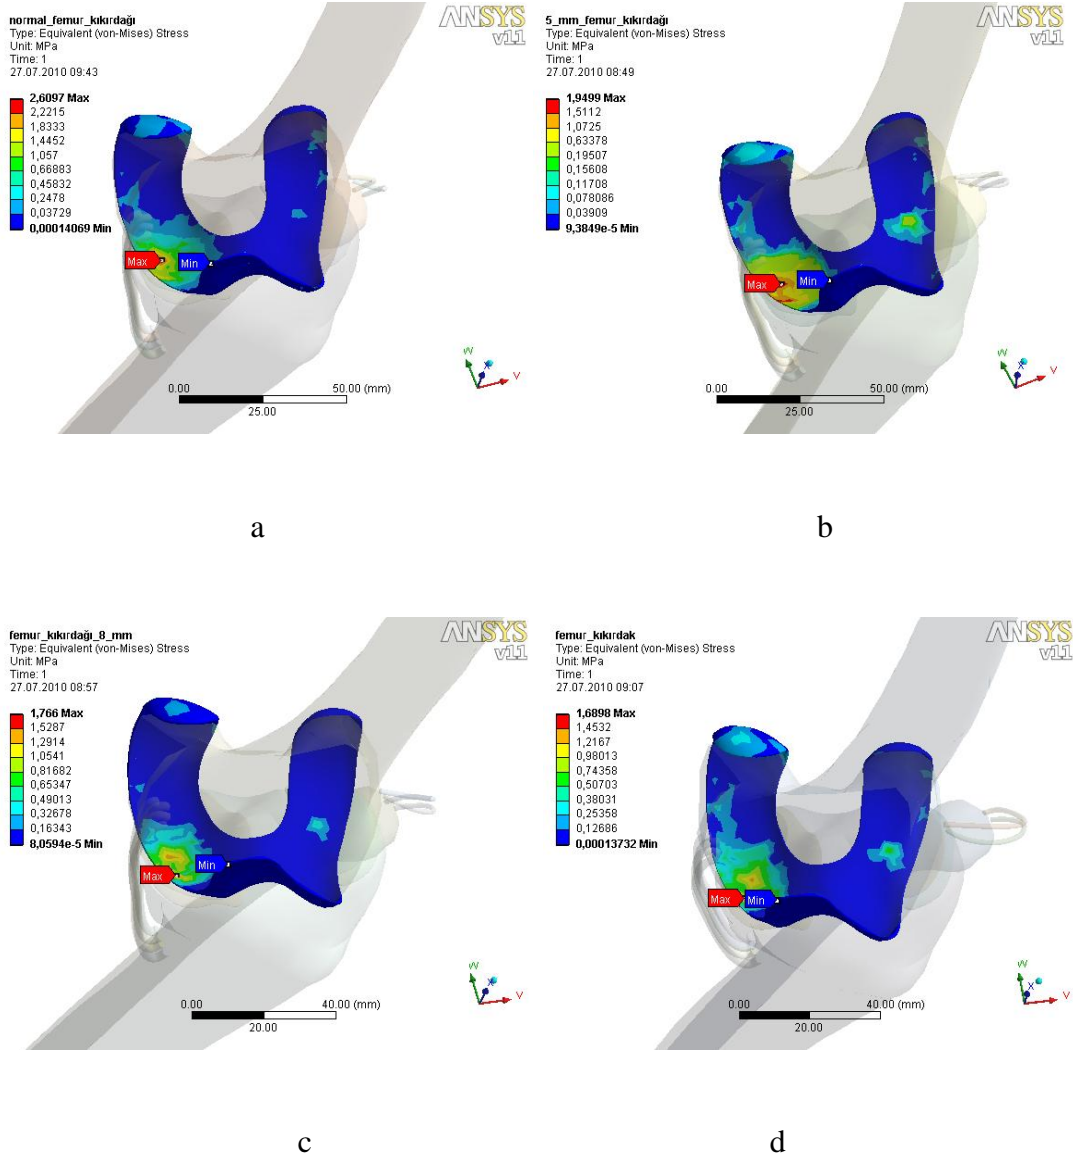 normal_femur_kıkırdağı
Type: Equivalent (von-Mises) Stress
Unit: MPa
Time: 1
27.07.2010 09:43
ANSYS
v11
2,6097 Max
2,2215
1,8333
1,4452
1,057
0,66883
0,45832
0,2478
0,03729
0,00014069 Min
Max
Min
W
X
V
0.00
50.00 (mm)
25.00
a
5_mm_femur_kıkırdağı
Type: Equivalent (von-Mises) Stress
Unit: MPa
Time: 1
27.07.2010 08:49
ANSYS
v11
1,9499 Max
1,5112
1,0725
0,63378
0,19507
0,15608
0,11708
0,078086
0,03909
9,3849e-5 Min
Max
Min
W
X
V
0.00
50.00 (mm)
25.00
b
femur_kıkırdağı_8_mm
Type: Equivalent (von-Mises) Stress
Unit: MPa
Time: 1
27.07.2010 08:57
ANSYS
v11
1,766 Max
1,5287
1,2914
1,0541
0,81682
0,65347
0,49013
0,32678
0,16343
8,0594e-5 Min
Max
Min
W
X
V
0.00
40.00 (mm)
20.00
c
femur_kıkırdak
Type: Equivalent (von-Mises) Stress
Unit: MPa
Time: 1
27.07.2010 09:07
ANSYS
v11
1,6898 Max
1,4532
1,2167
0,98013
0,74358
0,50703
0,38031
0,25358
0,12686
0,00013732 Min
Max
Min
W
X
V
0.00
40.00 (mm)
20.00
d